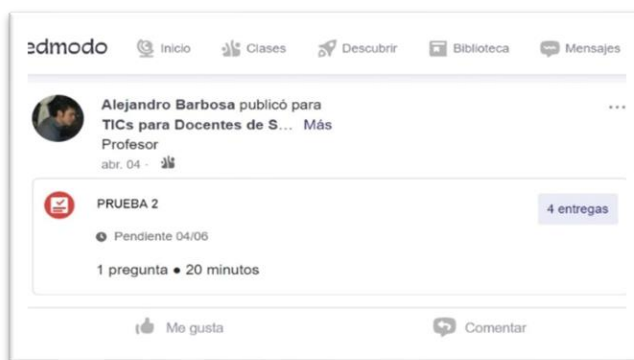 edmodo Inicio Clases Descubrir Biblioteca Mensajes
Alejandro Barbosa publicó para
TICs para Docentes de S... Más
Profesor
abr. 04 ·
PRUEBA 2
4 entregas
Pendiente 04/06
1 pregunta ● 20 minutos
Me gusta Comentar